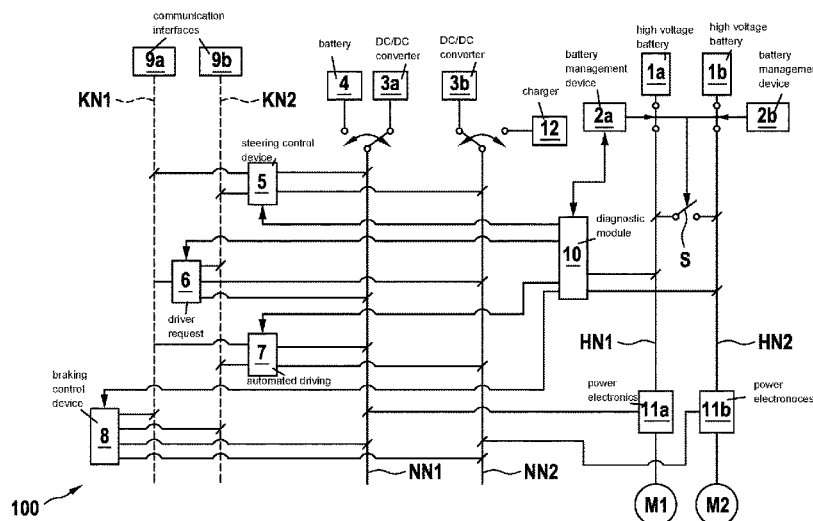 communication
interfaces
9a
9b
KN1
KN2
battery
4
DC/DC
converter
3a
DC/DC
converter
3b
charger
12
battery
management
device
2a
high voltage
battery
1a
high voltage
battery
1b
battery
management
device
2b
steering control
device
5
10
diagnostic
module
S
6
driver
request
7
automated driving
braking
control
device
8
HN1
HN2
power
electronics
11a
11b
power
electronoces
NN1
NN2
M1
M2
100